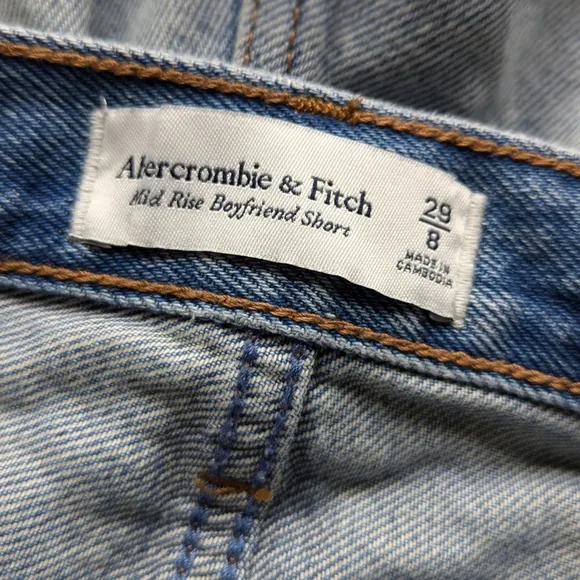 Abercrombie & Fitch
Mid Rise Boyfriend Short
29
8
MADE IN
CAMBODIA